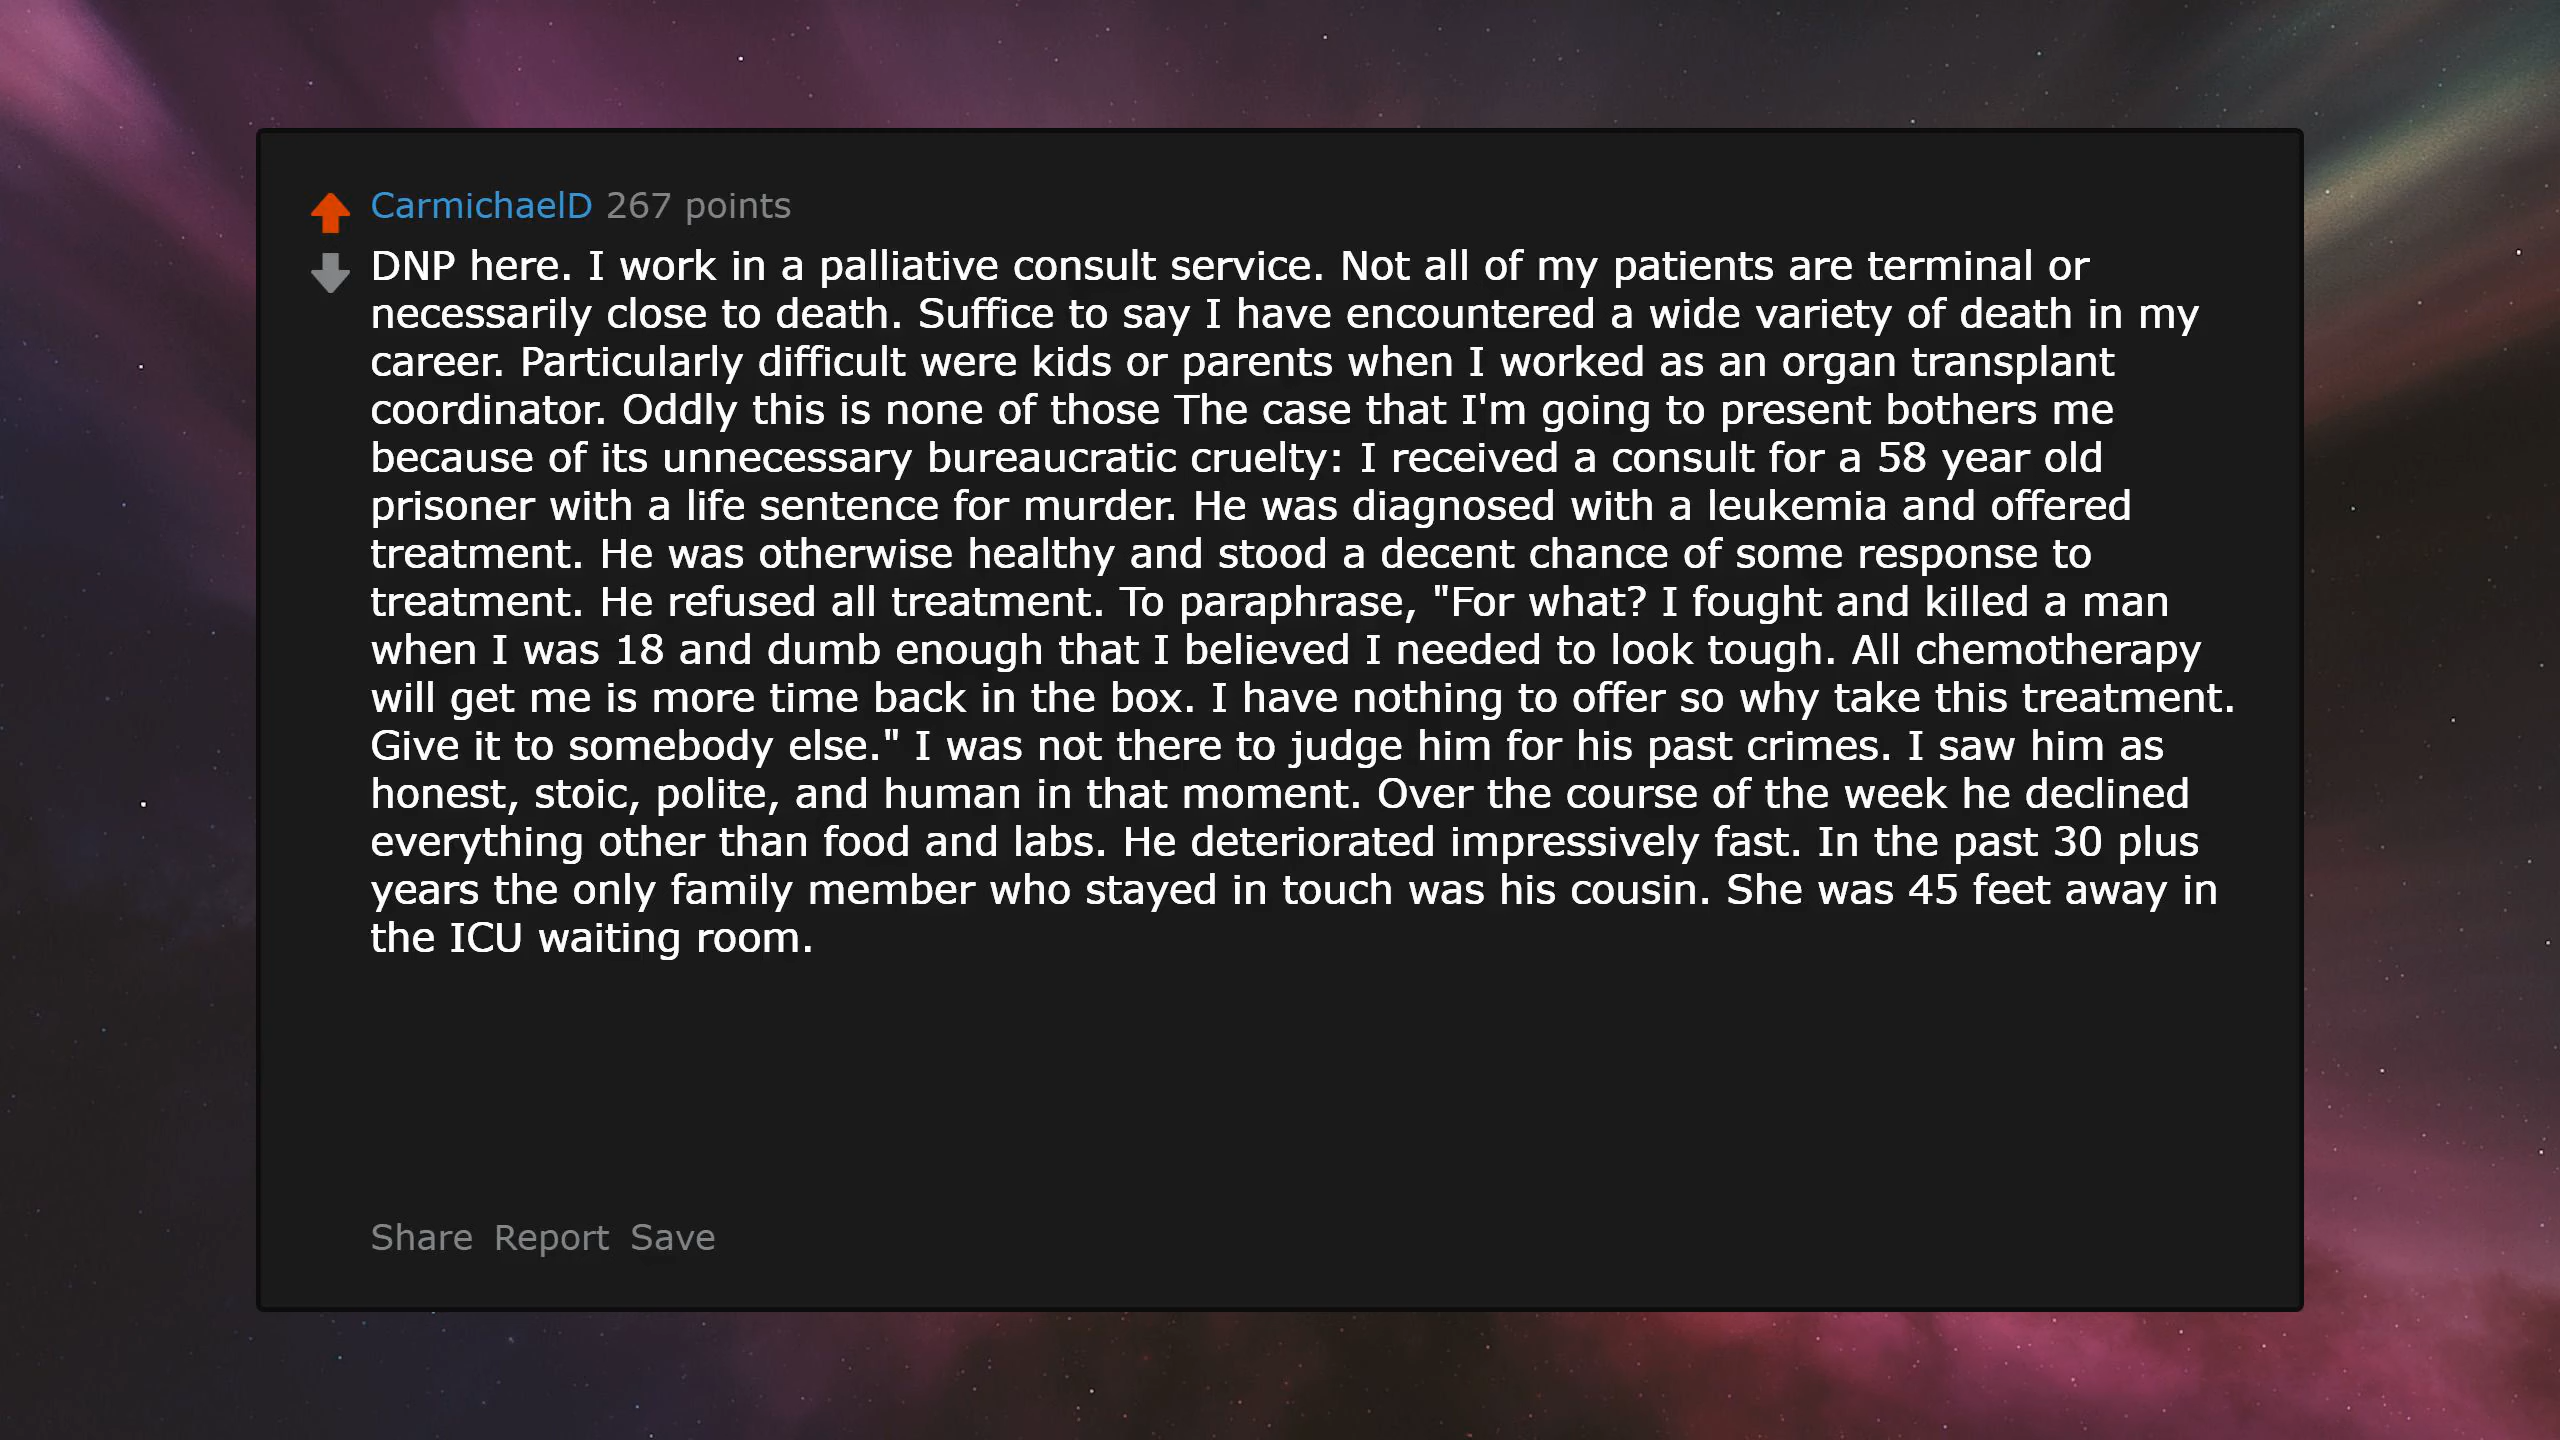 CarmichaelD 267 points
DNP here. I work in a palliative consult service. Not all of my patients are terminal or
necessarily close to death. Suffice to say I have encountered a wide variety of death in my
career. Particularly difficult were kids or parents when I worked as an organ transplant
coordinator. Oddly this is none of those The case that I'm going to present bothers me
because of its unnecessary bureaucratic cruelty: I received a consult for a 58 year old
prisoner with a life sentence for murder. He was diagnosed with a leukemia and offered
treatment. He was otherwise healthy and stood a decent chance of some response to
treatment. He refused all treatment. To paraphrase, "For what? I fought and killed a man
when I was 18 and dumb enough that I believed I needed to look tough. All chemotherapy
will get me is more time back in the box. I have nothing to offer so why take this treatment.
Give it to somebody else." I was not there to judge him for his past crimes. I saw him as
honest, stoic, polite, and human in that moment. Over the course of the week he declined
everything other than food and labs. He deteriorated impressively fast. In the past 30 plus
years the only family member who stayed in touch was his cousin. She was 45 feet away in
the ICU waiting room.
Share Report Save